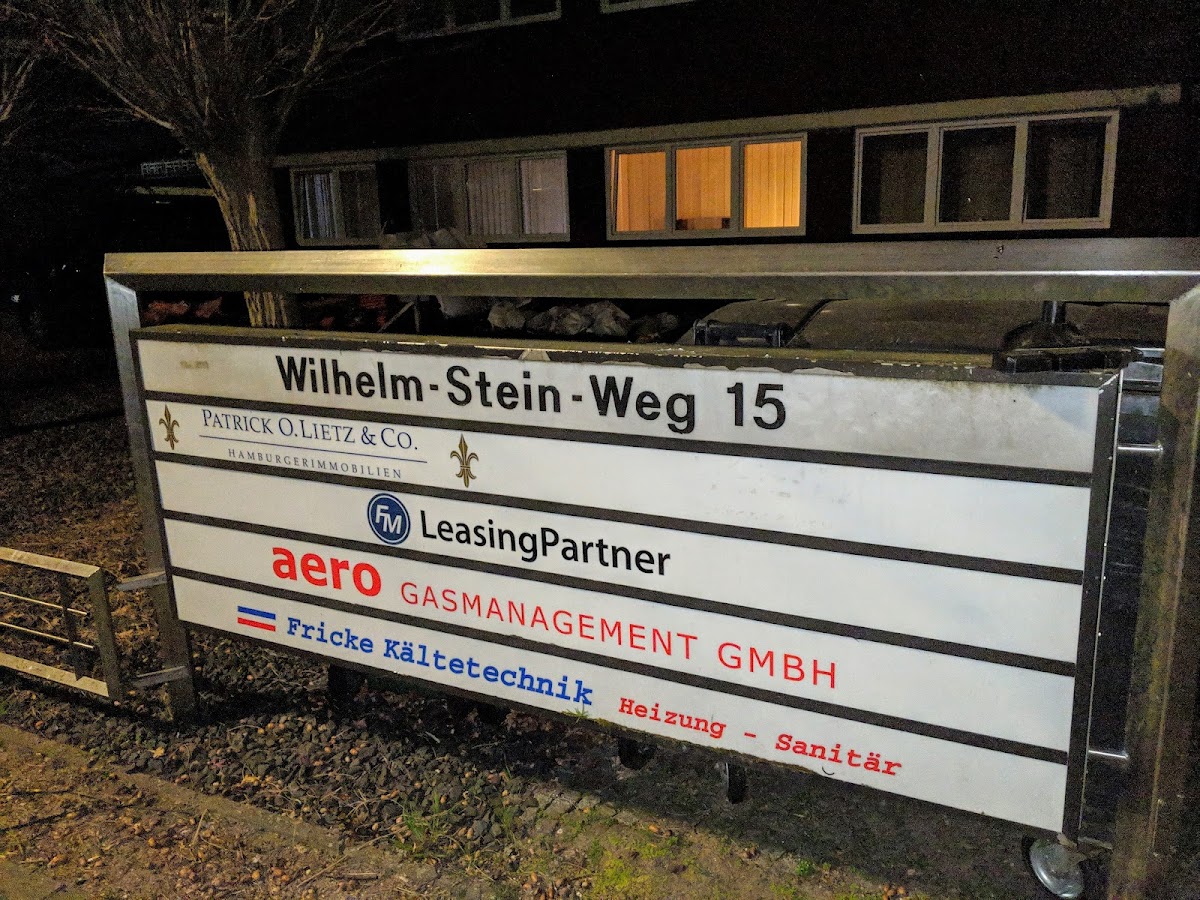 Wilhelm-Stein-Weg 15
PATRICK O. LIETZ & CO.
HAMBURGERIMMOBILIEN
FM LeasingPartner
aero GASMANAGEMENT GMBH
Fricke Kältetechnik Heizung - Sanitär